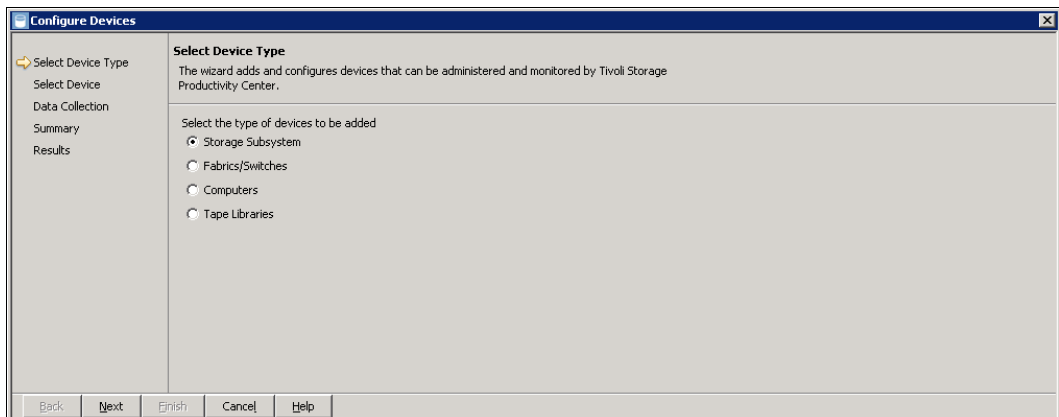 Configure Devices
Select Device Type
Select Device
Data Collection
Summary
Results
Select Device Type
The wizard adds and configures devices that can be administered and monitored by Tivoli Storage
Productivity Center.
Select the type of devices to be added
Storage Subsystem
Fabrics/Switches
Computers
Tape Libraries
Back
Next
Finish
Cancel
Help